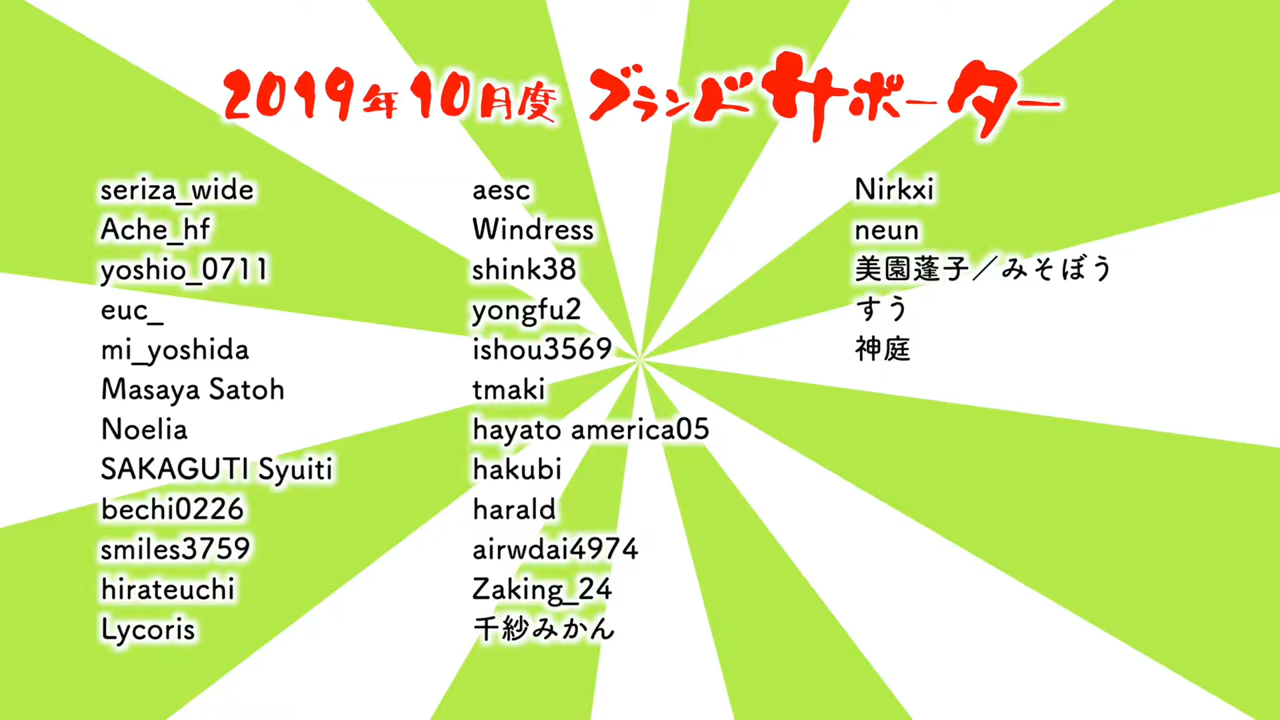 2019年10月度 ブランドサポーター
seriza_wide
Ache_hf
yoshio_0711
euc_
mi_yoshida
Masaya Satoh
Noelia
SAKAGUTI Syuiti
bechi0226
smiles3759
hirateuchi
Lycoris
aesc
Windress
shink38
yongfu2
ishou3569
tmaki
hayato america05
hakubi
harald
airwdai4974
Zaking_24
千紗みかん
Nirkxi
neun
美園蓬子／みそぼう
すう
神庭